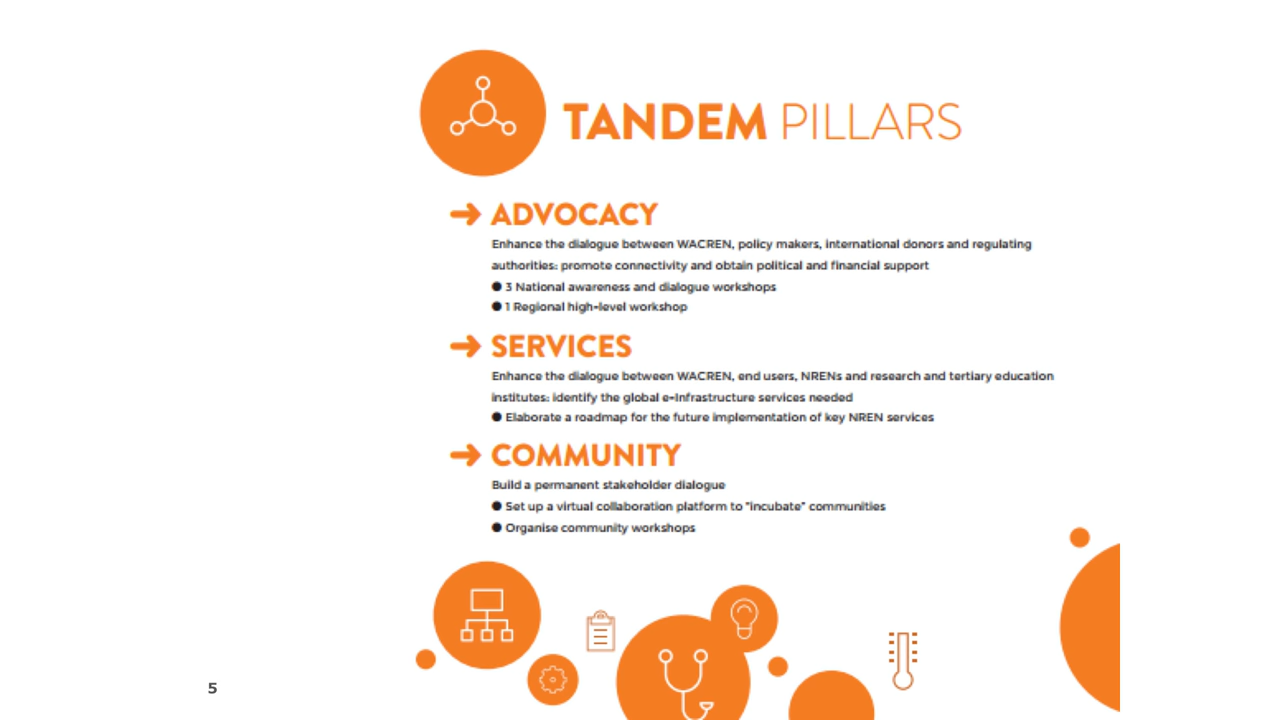 TANDEM PILLARS
➔ ADVOCACY
Enhance the dialogue between WACREN, policy makers, international donors and regulating
authorities: promote connectivity and obtain political and financial support
● 3 National awareness and dialogue workshops
● 1 Regional high-level workshop
➔ SERVICES
Enhance the dialogue between WACREN, end users, NRENs and research and tertiary education
institutes: identify the global e-Infrastructure services needed
● Elaborate a roadmap for the future implementation of key NREN services
➔ COMMUNITY
Build a permanent stakeholder dialogue
● Set up a virtual collaboration platform to "incubate" communities
● Organise community workshops
5